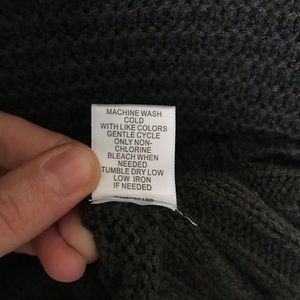 MACHINE WASH
COLD
WITH LIKE COLORS
GENTLE CYCLE
ONLY NON-
CHLORINE
BLEACH WHEN
NEEDED
TUMBLE DRY LOW
LOW IRON
IF NEEDED